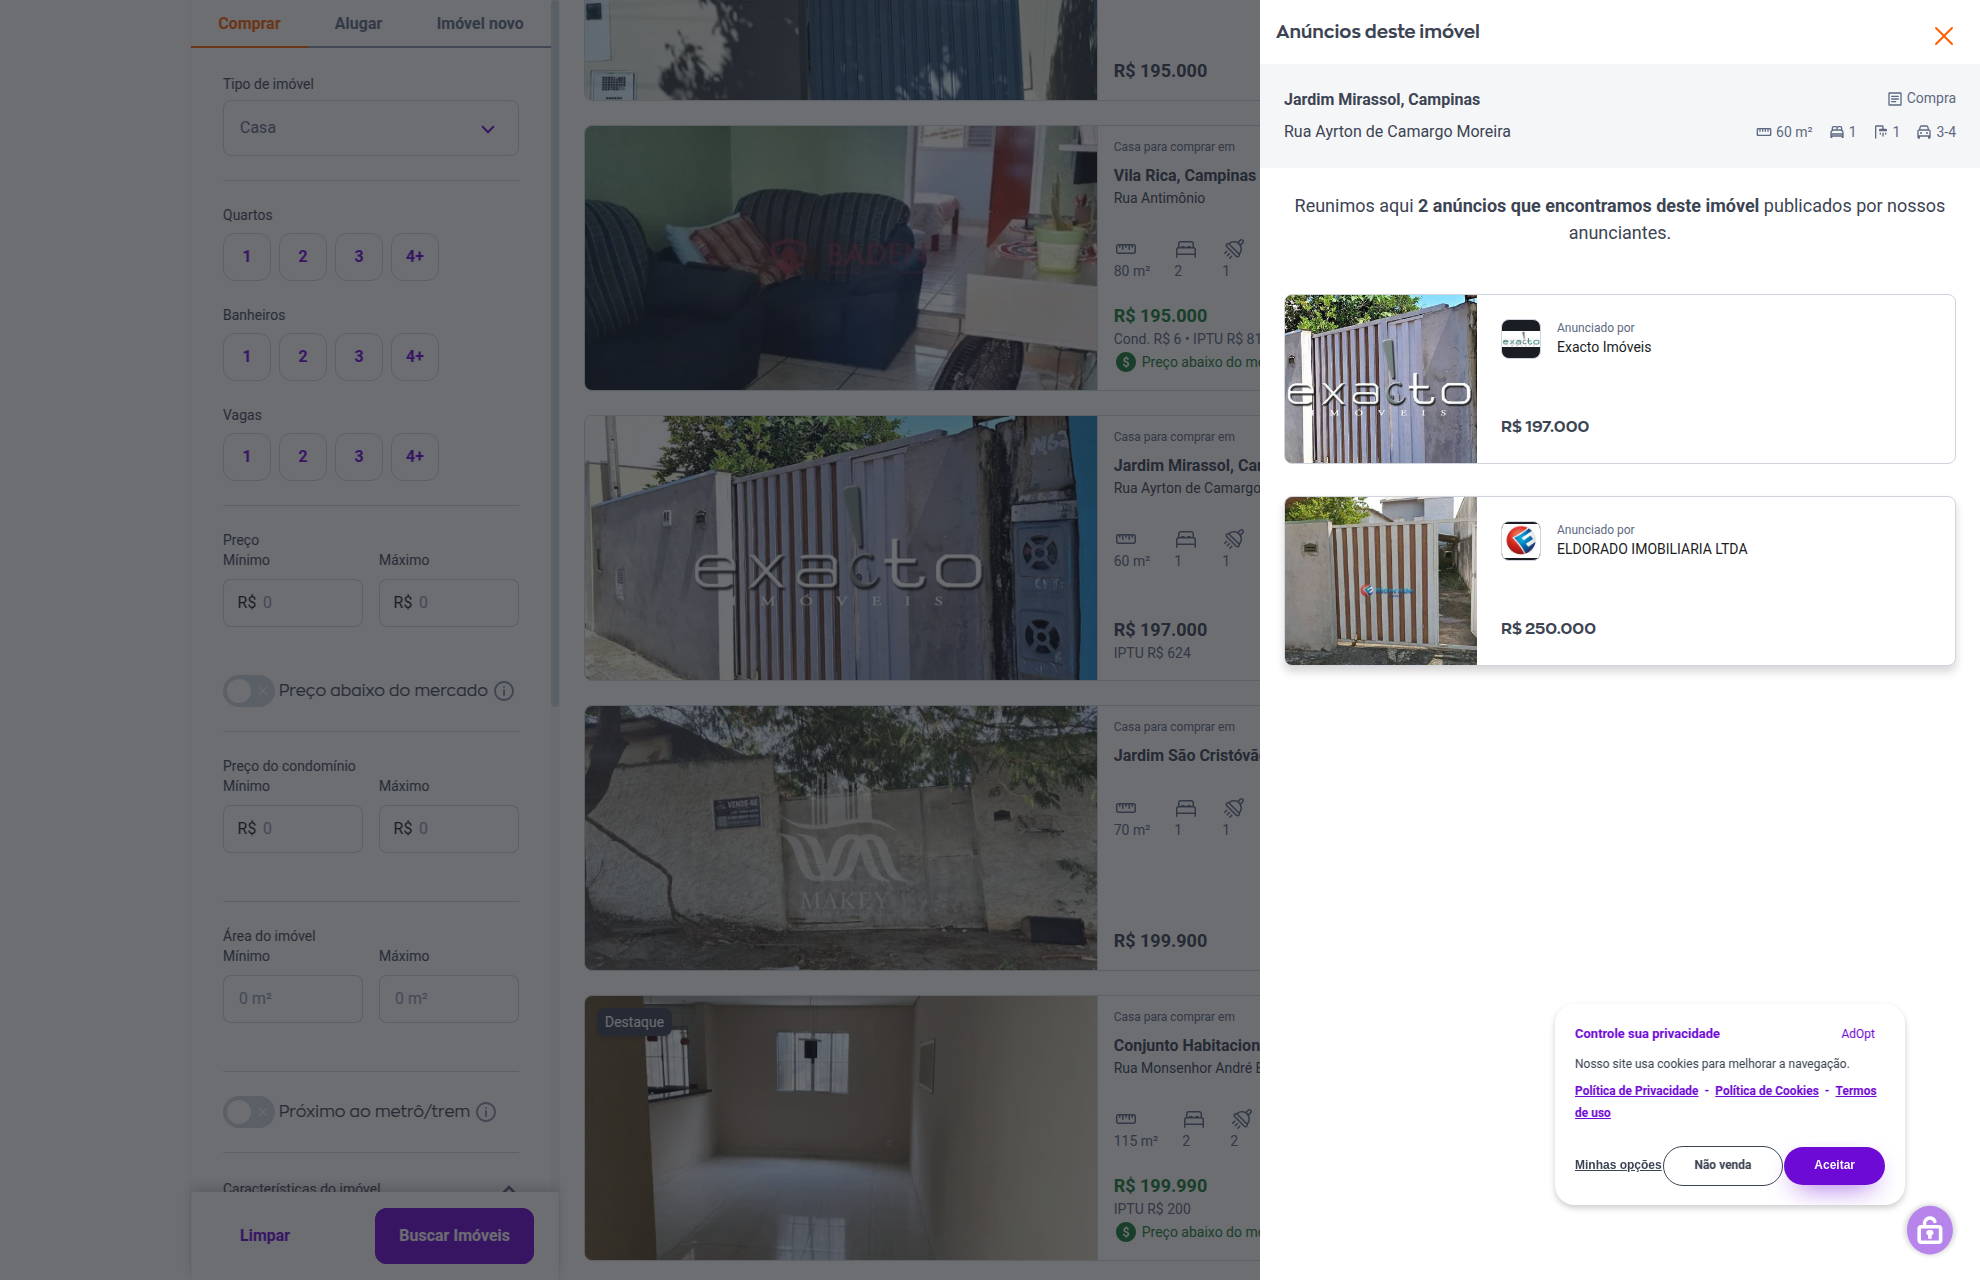 Comprar
Alugar
Imóvel novo
Tipo de imóvel
Casa
Quartos
1
2
3
4+
Banheiros
1
2
3
4+
Vagas
1
2
3
4+
Preço
Mínimo
Máximo
R$ 0
R$ 0
Preço abaixo do mercado
Preço do condomínio
Mínimo
Máximo
R$ 0
R$ 0
Área do imóvel
Mínimo
Máximo
0 m²
0 m²
Próximo ao metrô/trem
Características do imóvel
Limpar
Buscar Imóveis
R$ 195.000
Casa para comprar em
Vila Rica, Campinas
Rua Antimônio
80 m²
2
1
R$ 195.000
Cond. R$ 6 • IPTU R$ 81
Preço abaixo do me
exacto
IMÓVEIS
Casa para comprar em
Jardim Mirassol, Ca
Rua Ayrton de Camargo
60 m²
1
1
R$ 197.000
IPTU R$ 624
VENDE-SE
MAKEY
Casa para comprar em
Jardim São Cristóvã
70 m²
1
1
R$ 199.900
Destaque
Casa para comprar em
Conjunto Habitacion
Rua Monsenhor André
115 m²
2
2
R$ 199.990
IPTU R$ 200
Preço abaixo do me
Anúncios deste imóvel
Jardim Mirassol, Campinas
Compra
Rua Ayrton de Camargo Moreira
60 m²
1
1
3-4
Reunimos aqui 2 anúncios que encontramos deste imóvel publicados por nossos
anunciantes.
exacto
IMÓVEIS
exacto
Anunciado por
Exacto Imóveis
R$ 197.000
Anunciado por
ELDORADO IMOBILIARIA LTDA
R$ 250.000
Controle sua privacidade
AdOpt
Nosso site usa cookies para melhorar a navegação.
Política de Privacidade - Política de Cookies - Termos
de uso
Minhas opções
Não venda
Aceitar